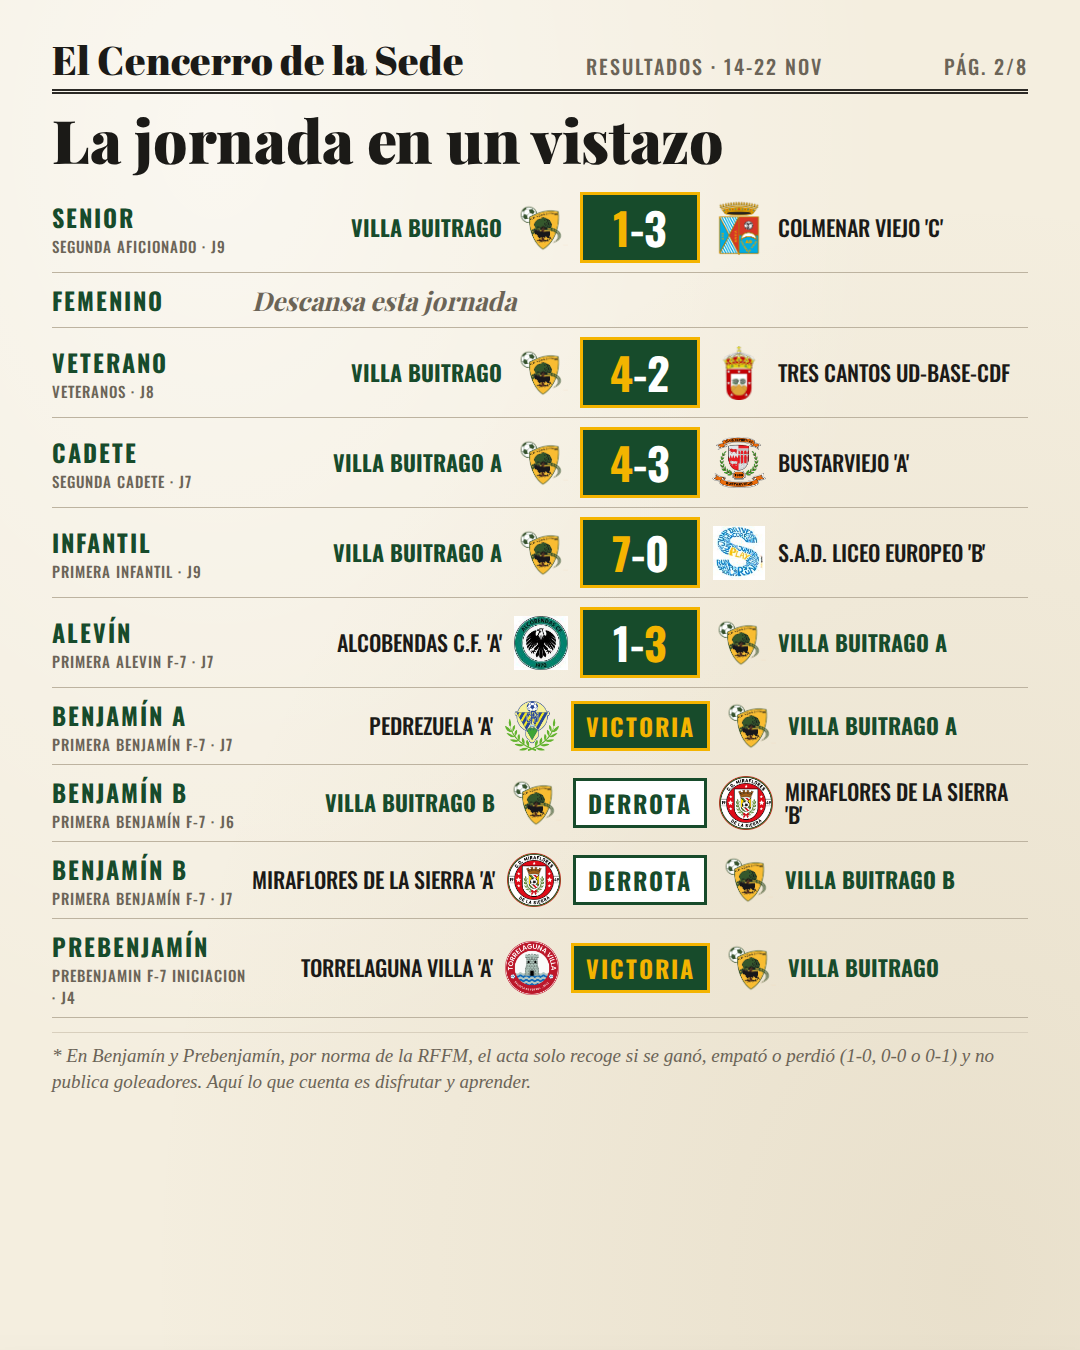 El Cencerro de la Sede
RESULTADOS · 14-22 NOV
PÁG. 2/8
La jornada en un vistazo
SENIOR
SEGUNDA AFICIONADO · J9
VILLA BUITRAGO
1-3
COLMENAR VIEJO 'C'
FEMENINO
Descansa esta jornada
VETERANO
VETERANOS · J8
VILLA BUITRAGO
4-2
TRES CANTOS UD-BASE-CDF
CADETE
SEGUNDA CADETE · J7
VILLA BUITRAGO A
4-3
BUSTARVIEJO 'A'
INFANTIL
PRIMERA INFANTIL · J9
VILLA BUITRAGO A
7-0
S.A.D. LICEO EUROPEO 'B'
ALEVÍN
PRIMERA ALEVIN F-7 · J7
ALCOBENDAS C.F. 'A'
1-3
VILLA BUITRAGO A
BENJAMÍN A
PRIMERA BENJAMÍN F-7 · J7
PEDREZUELA 'A'
VICTORIA
VILLA BUITRAGO A
BENJAMÍN B
PRIMERA BENJAMÍN F-7 · J6
VILLA BUITRAGO B
DERROTA
MIRAFLORES DE LA SIERRA
'B'
BENJAMÍN B
PRIMERA BENJAMÍN F-7 · J7
MIRAFLORES DE LA SIERRA 'A'
DERROTA
VILLA BUITRAGO B
PREBENJAMÍN
PREBENJAMIN F-7 INICIACION
· J4
TORRELAGUNA VILLA 'A'
VICTORIA
VILLA BUITRAGO
* En Benjamín y Prebenjamín, por norma de la RFFM, el acta solo recoge si se ganó, empató o perdió (1-0, 0-0 o 0-1) y no
publica goleadores. Aquí lo que cuenta es disfrutar y aprender.